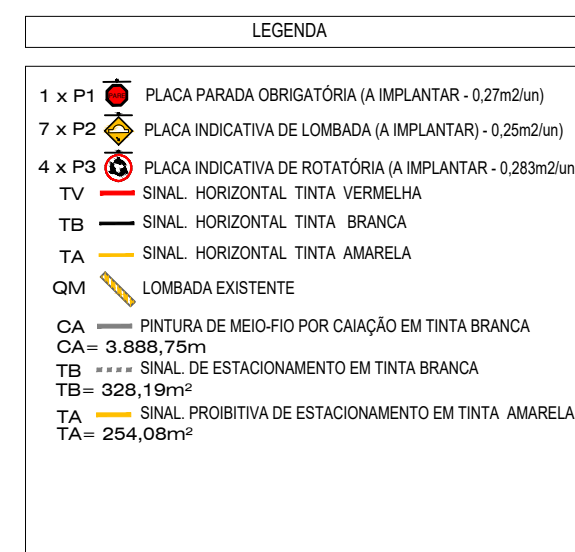 LEGENDA
1 x P1 PARE PLACA PARADA OBRIGATÓRIA (A IMPLANTAR - 0,27m2/un)
7 x P2 PLACA INDICATIVA DE LOMBADA (A IMPLANTAR) - 0,25m2/un)
4 x P3 PLACA INDICATIVA DE ROTATÓRIA (A IMPLANTAR - 0,283m2/un
TV SINAL. HORIZONTAL TINTA VERMELHA
TB SINAL. HORIZONTAL TINTA BRANCA
TA SINAL. HORIZONTAL TINTA AMARELA
QM LOMBADA EXISTENTE
CA PINTURA DE MEIO-FIO POR CAIAÇÃO EM TINTA BRANCA
CA= 3.888,75m
TB SINAL. DE ESTACIONAMENTO EM TINTA BRANCA
TB= 328,19m²
TA SINAL. PROIBITIVA DE ESTACIONAMENTO EM TINTA AMARELA
TA= 254,08m²